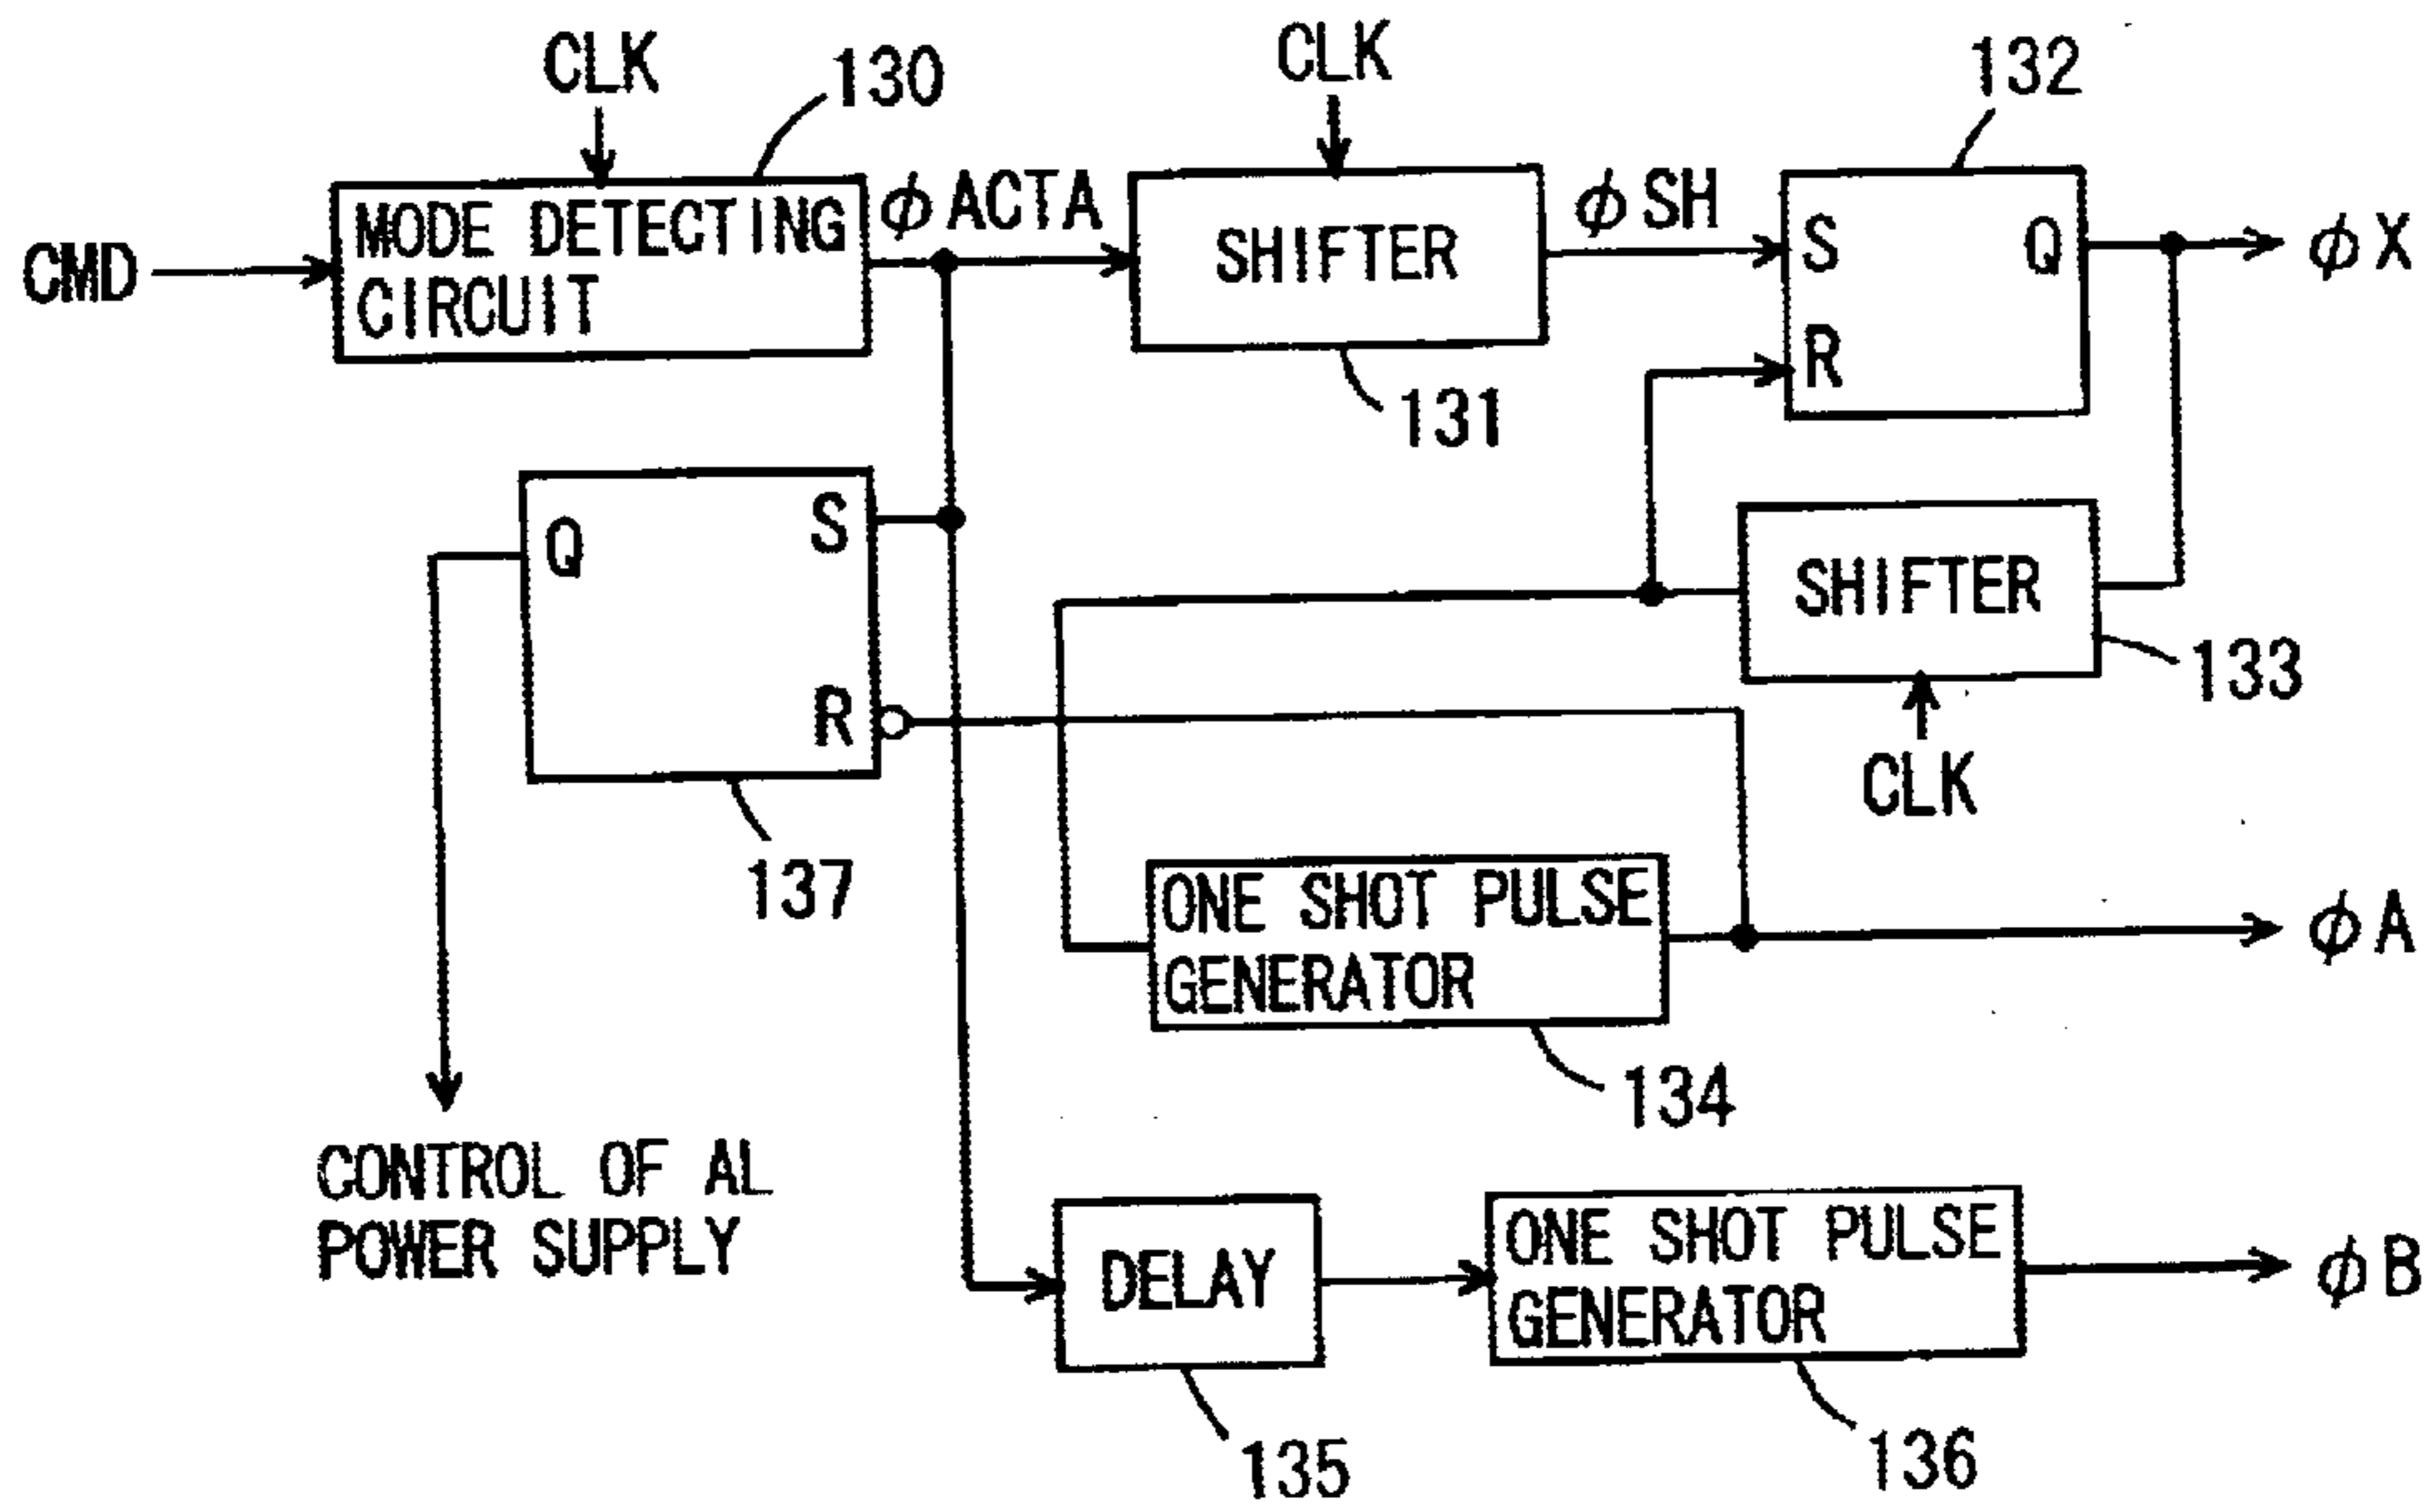 CLK
130
CLK
132
CMD
MODE DETECTING
CIRCUIT
φACTA
SHIFTER
φSH
S
Q
R
φX
131
Q
S
R
137
SHIFTER
133
CLK
ONE SHOT PULSE
GENERATOR
φA
134
CONTROL OF AL
POWER SUPPLY
DELAY
135
ONE SHOT PULSE
GENERATOR
φB
136